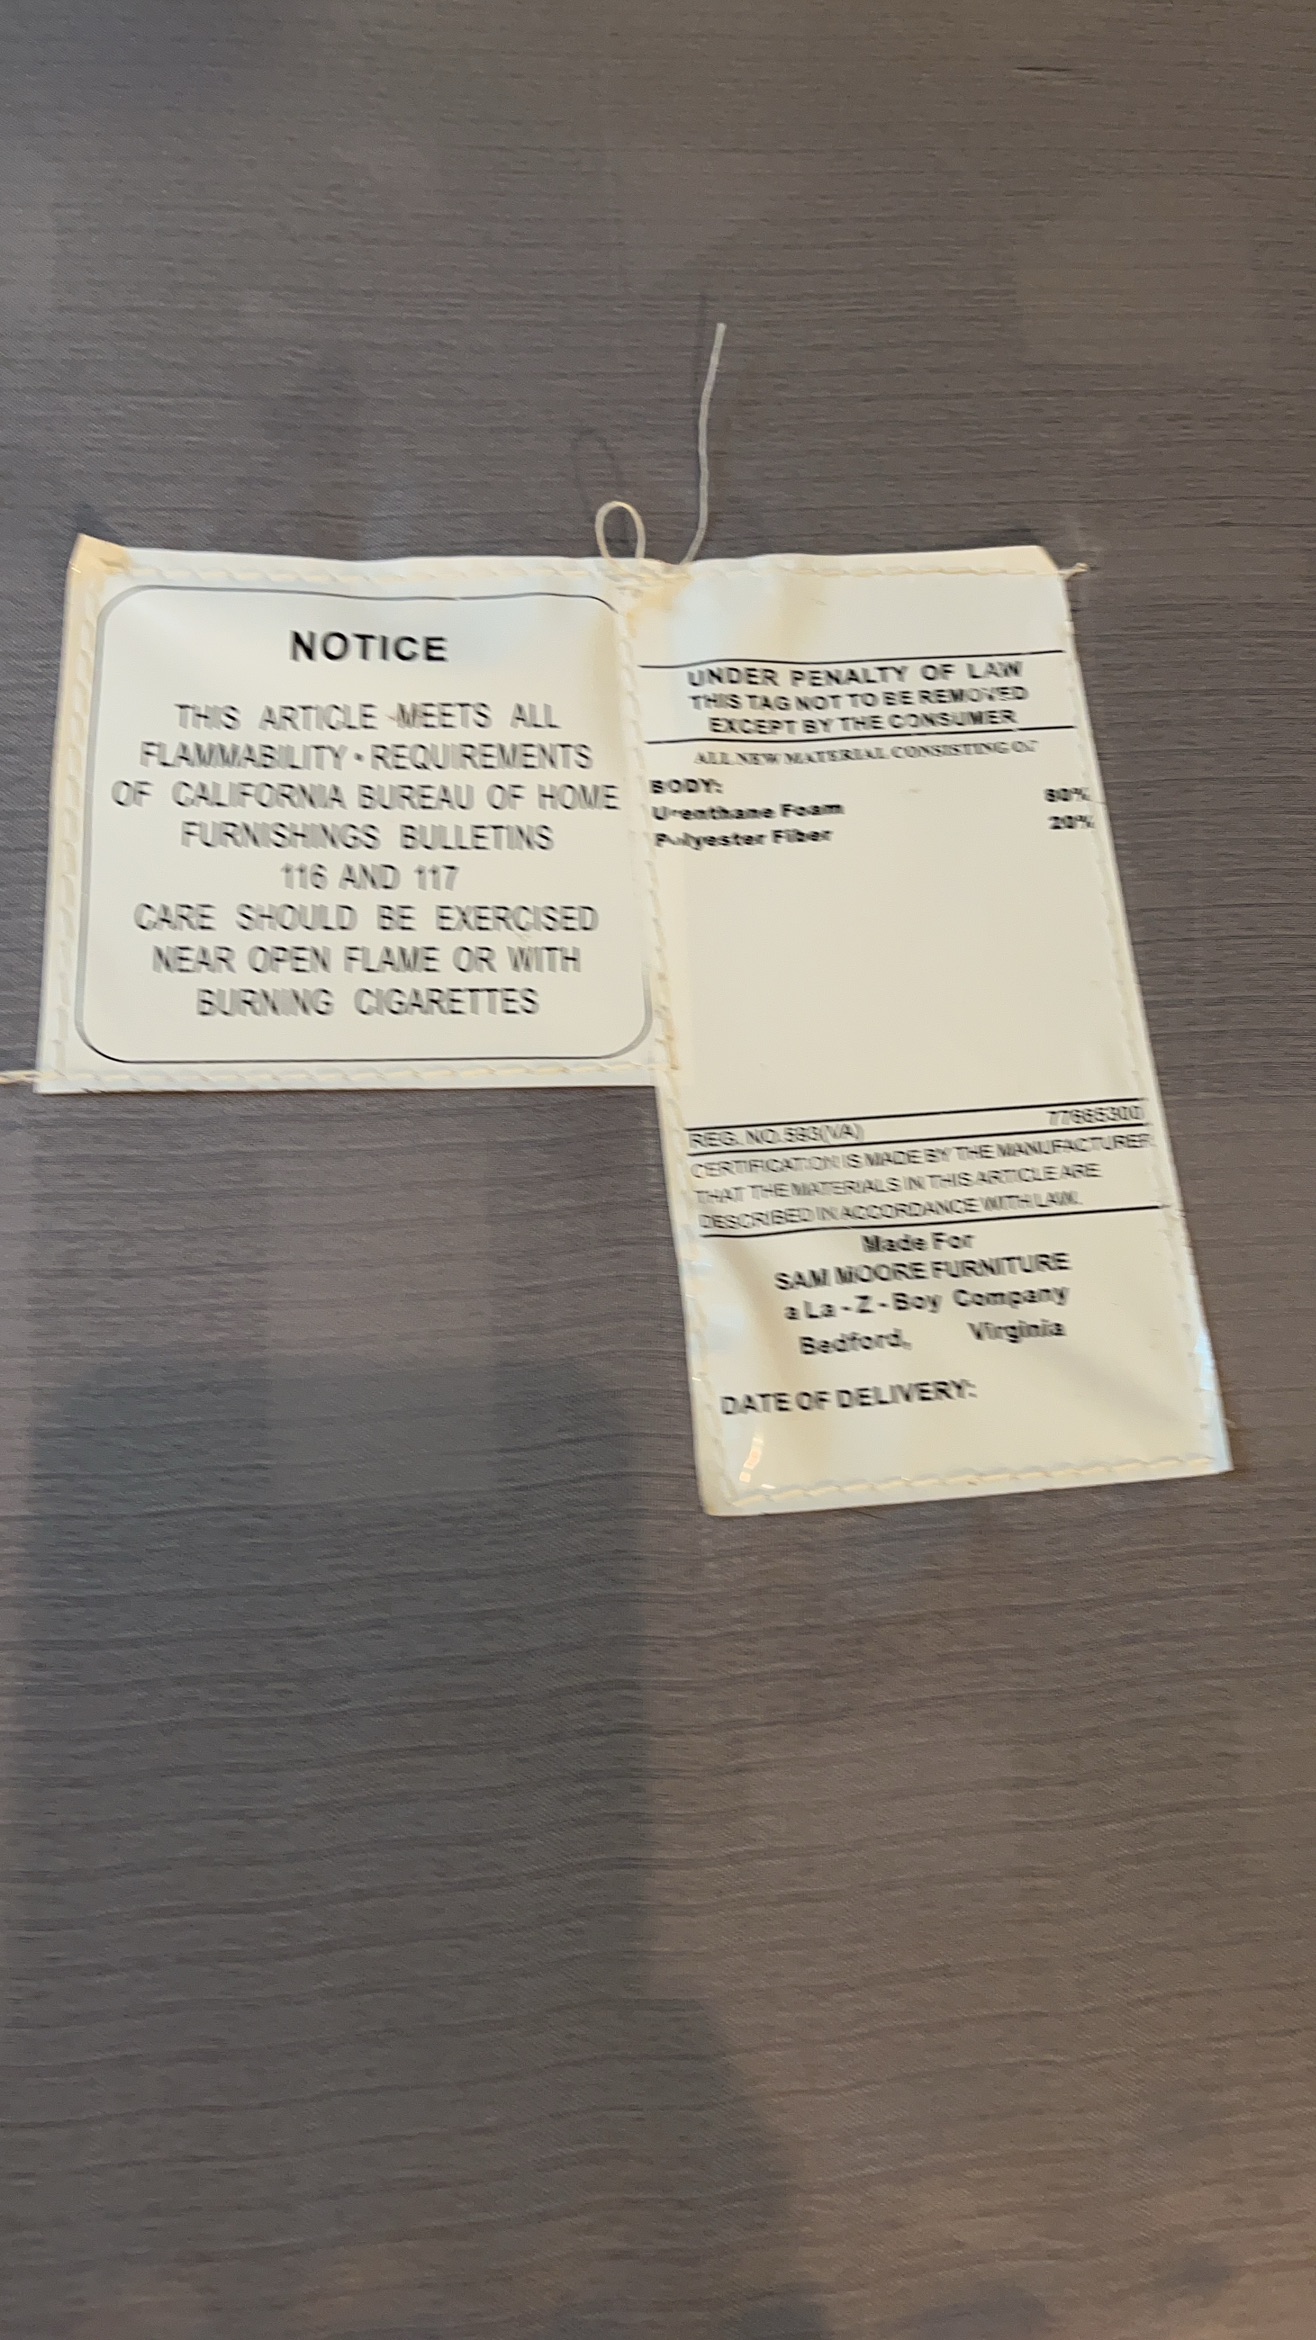 NOTICE
THIS ARTICLE MEETS ALL
FLAMMABILITY • REQUIREMENTS
OF CALIFORNIA BUREAU OF HOME
FURNISHINGS BULLETINS
116 AND 117
CARE SHOULD BE EXERCISED
NEAR OPEN FLAME OR WITH
BURNING CIGARETTES
UNDER PENALTY OF LAW
THIS TAG NOT TO BE REMOVED
EXCEPT BY THE CONSUMER
ALL NEW MATERIAL CONSISTING OF
BODY:
Urenthane Foam 80%
Polyester Fiber 20%
REG. NO. 593(VA) 77665300
CERTIFICATION IS MADE BY THE MANUFACTURER
THAT THE MATERIALS IN THIS ARTICLE ARE
DESCRIBED IN ACCORDANCE WITH LAW.
Made For
SAM MOORE FURNITURE
a La - Z - Boy Company
Bedford, Virginia
DATE OF DELIVERY: